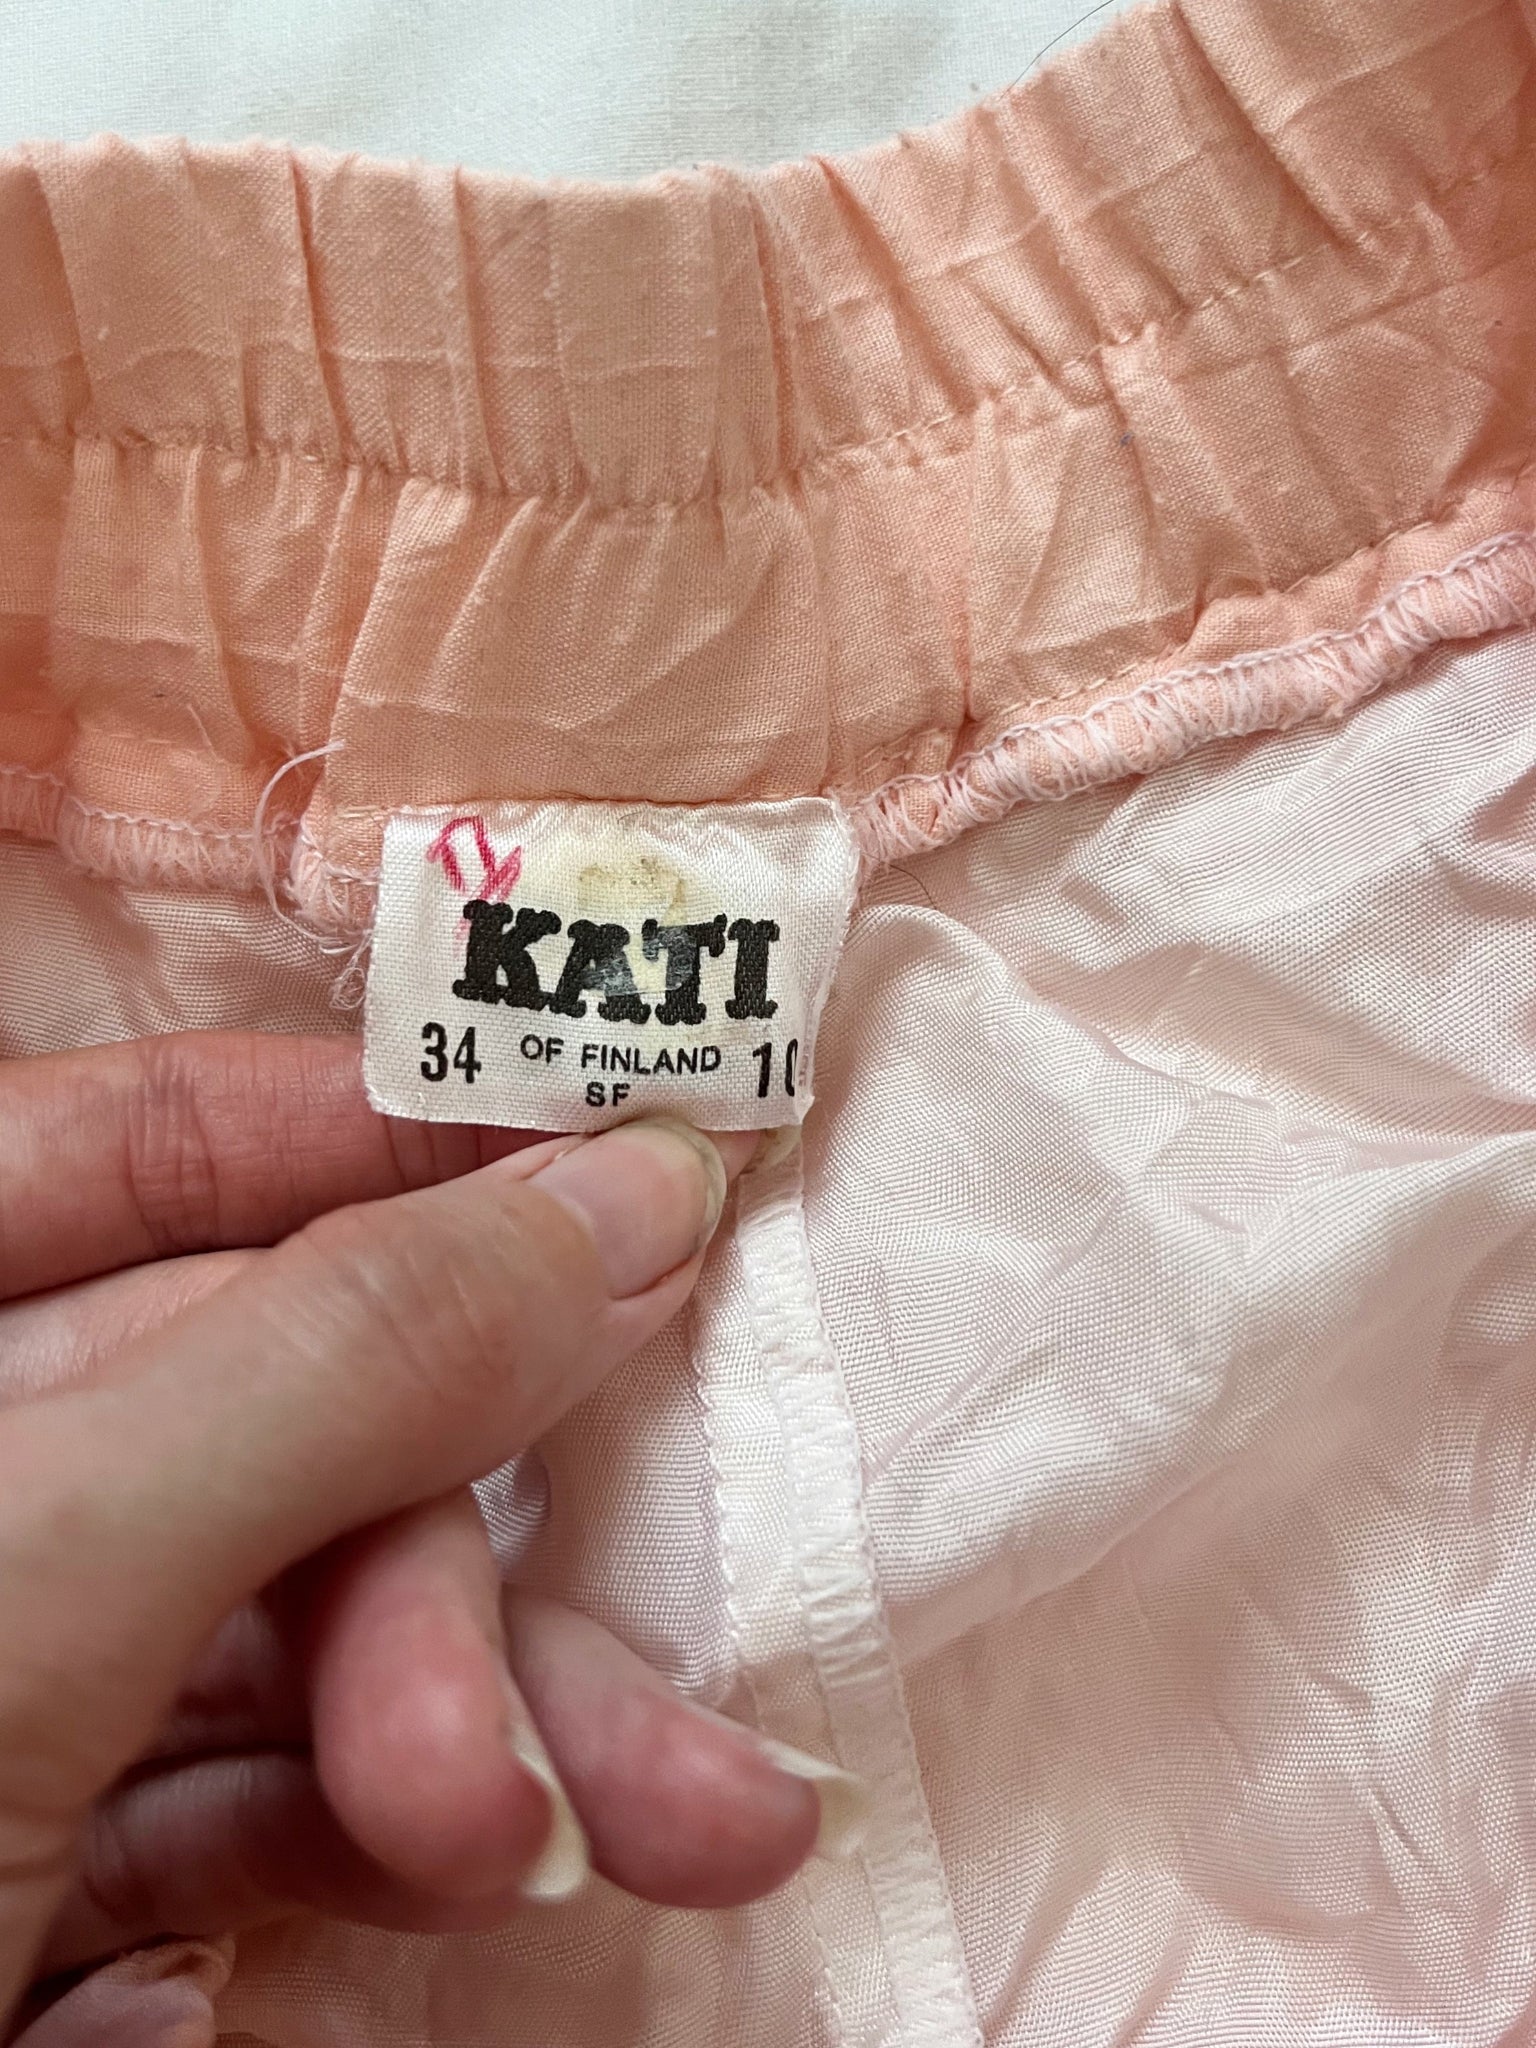 KATI
34 OF FINLAND 10
SF